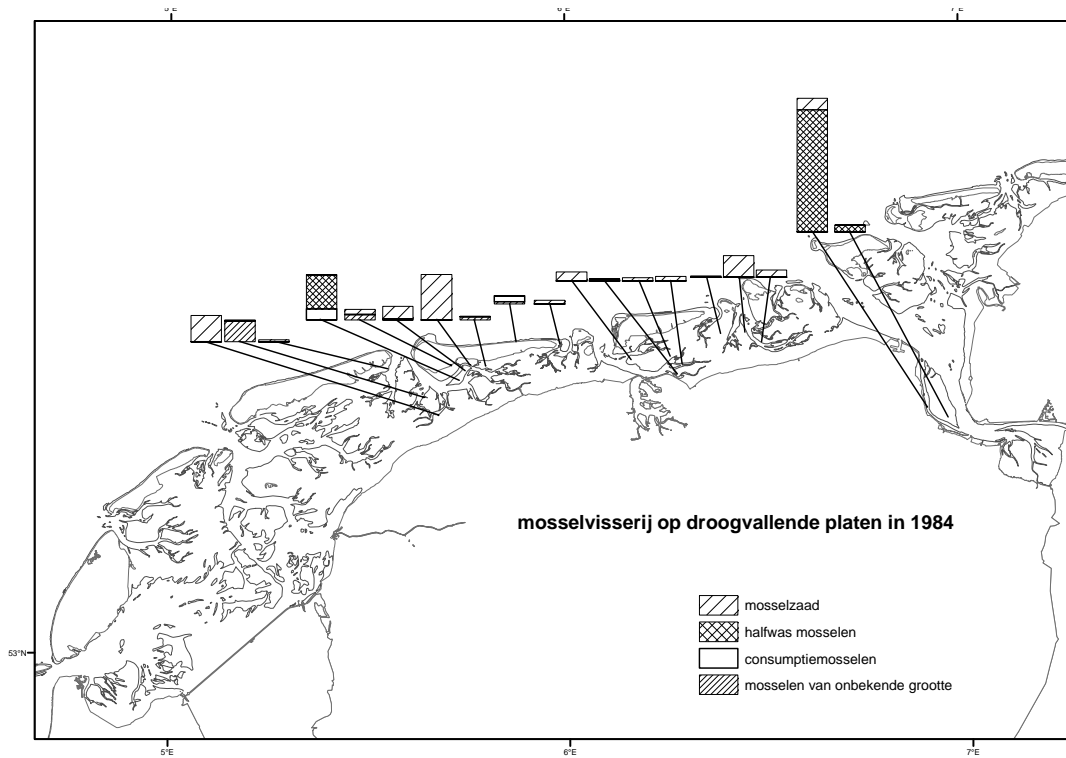 5°E 6°E 7°E
mosselvisserij op droogvallende platen in 1984
mosselzaad
halfwas mosselen
consumptiemosselen
mosselen van onbekende grootte
53°N
5°E 6°E 7°E